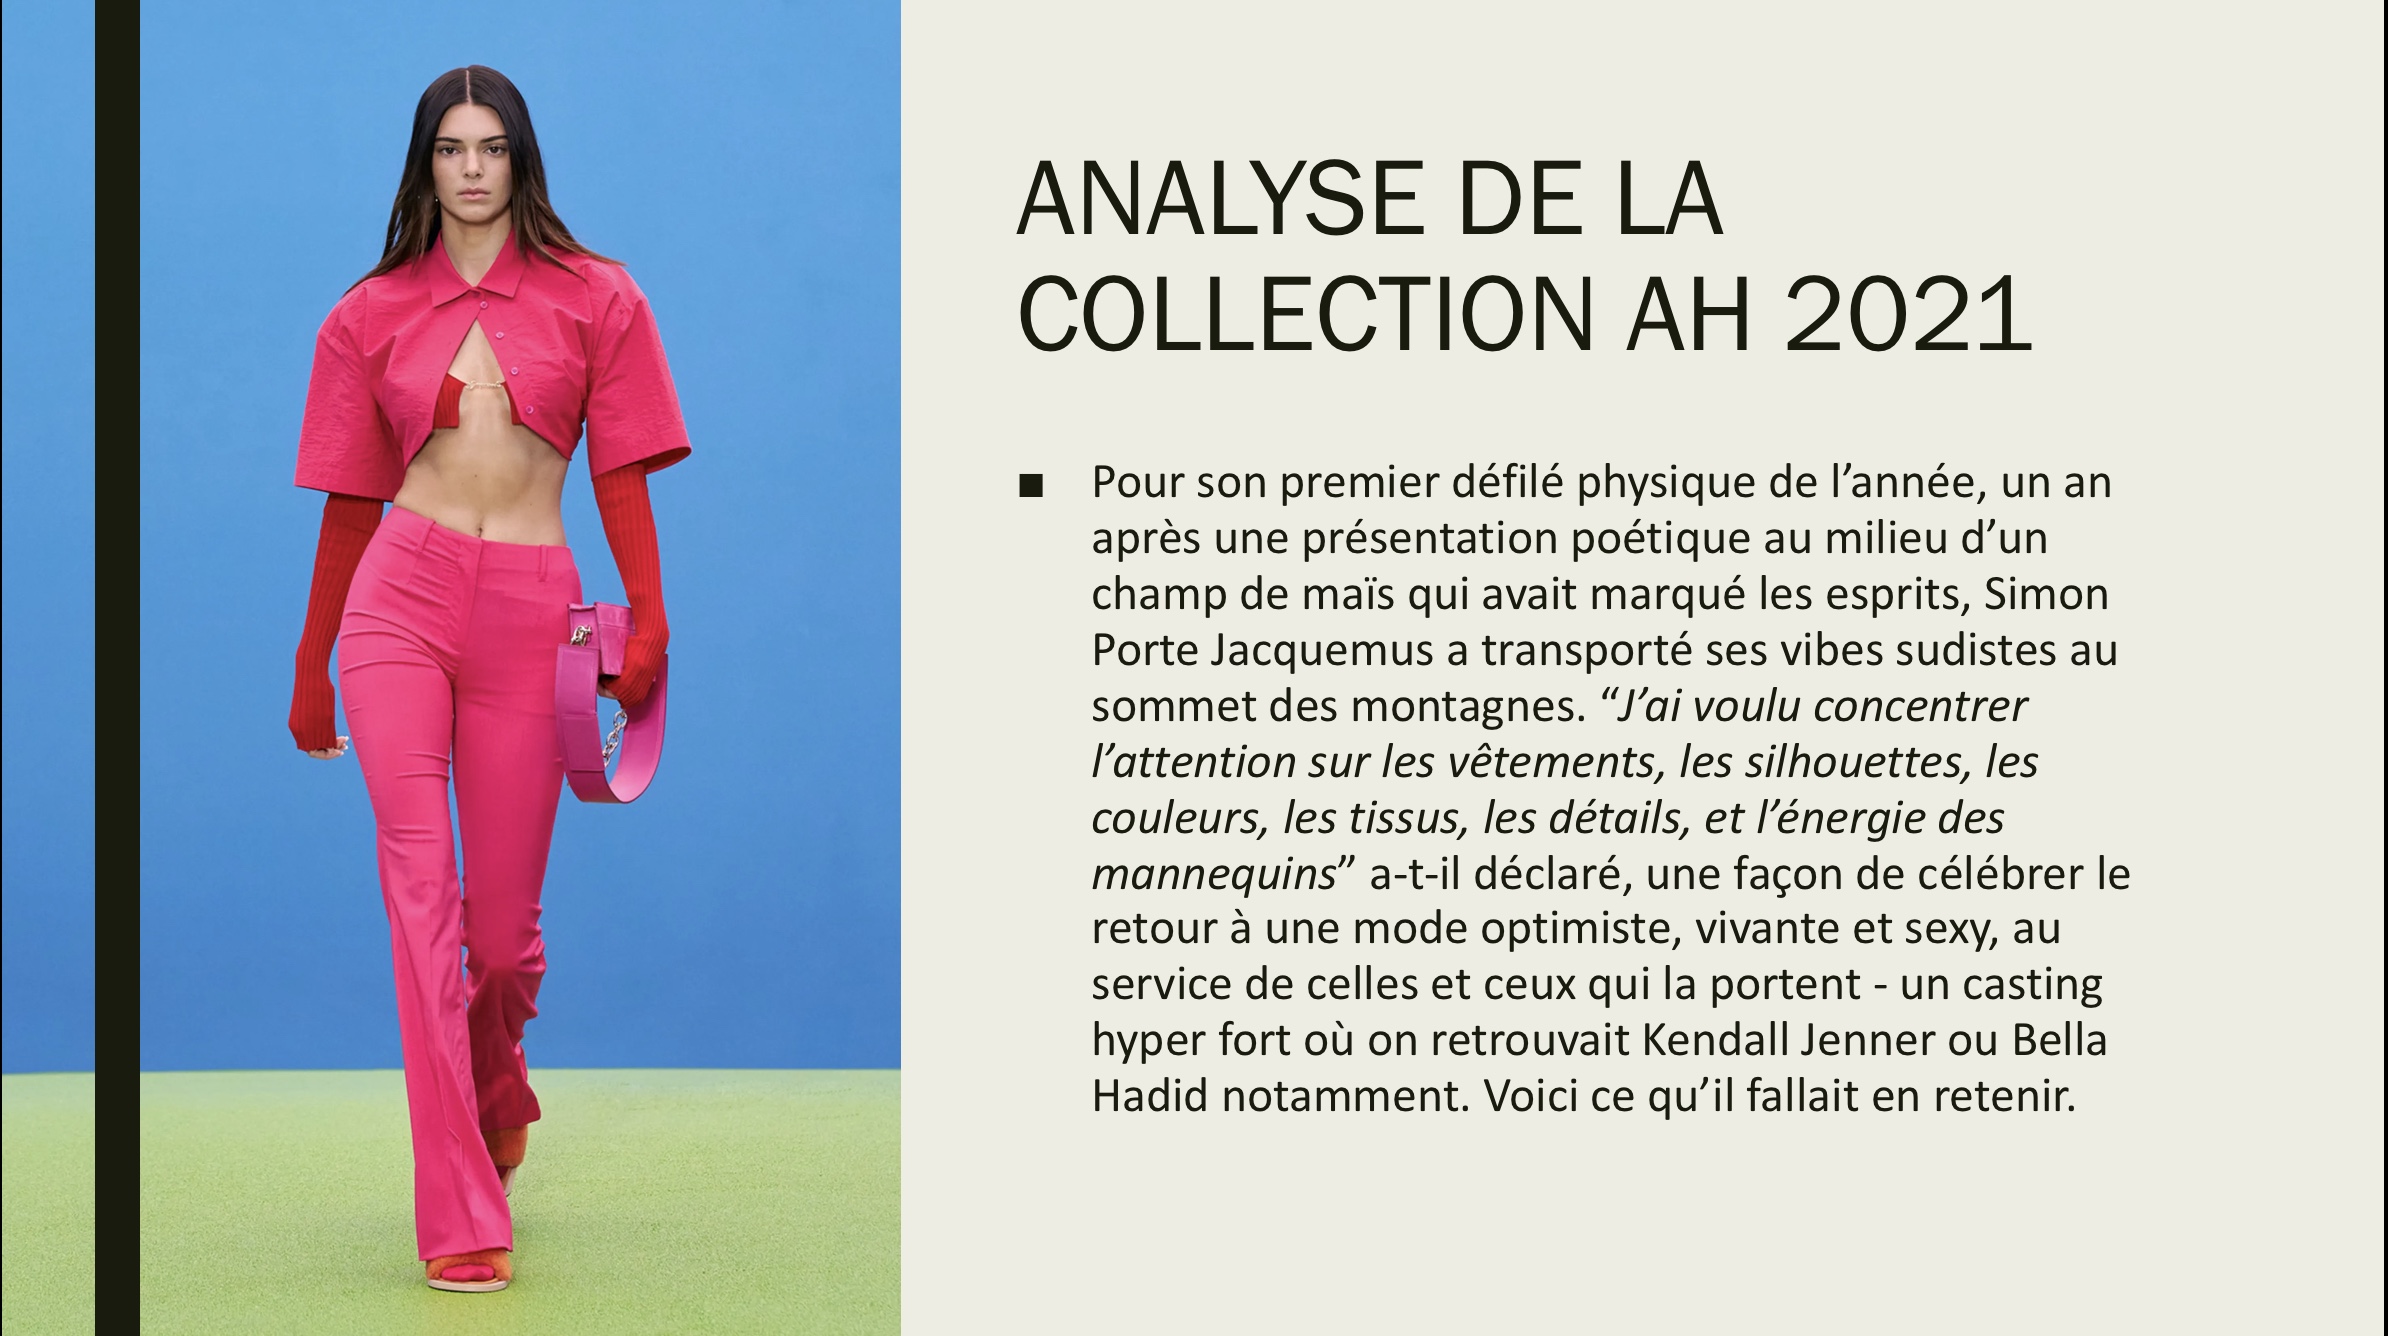 ANALYSE DE LA
COLLECTION AH 2021
▪ Pour son premier défilé physique de l’année, un an
après une présentation poétique au milieu d’un
champ de maïs qui avait marqué les esprits, Simon
Porte Jacquemus a transporté ses vibes sudistes au
sommet des montagnes. “J’ai voulu concentrer
l’attention sur les vêtements, les silhouettes, les
couleurs, les tissus, les détails, et l’énergie des
mannequins” a-t-il déclaré, une façon de célébrer le
retour à une mode optimiste, vivante et sexy, au
service de celles et ceux qui la portent - un casting
hyper fort où on retrouvait Kendall Jenner ou Bella
Hadid notamment. Voici ce qu’il fallait en retenir.